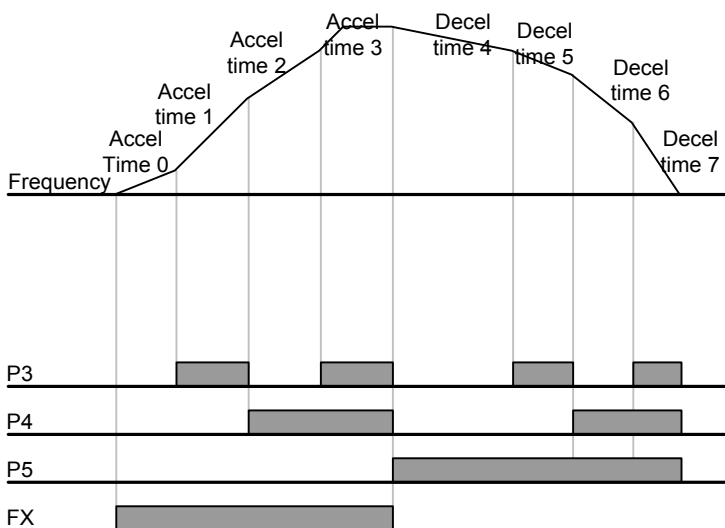 Accel
time 3
Decel
time 4
Decel
time 5
Accel
time 2
Decel
time 6
Accel
time 1
Accel
Time 0
Decel
time 7
Frequency
P3
P4
P5
FX